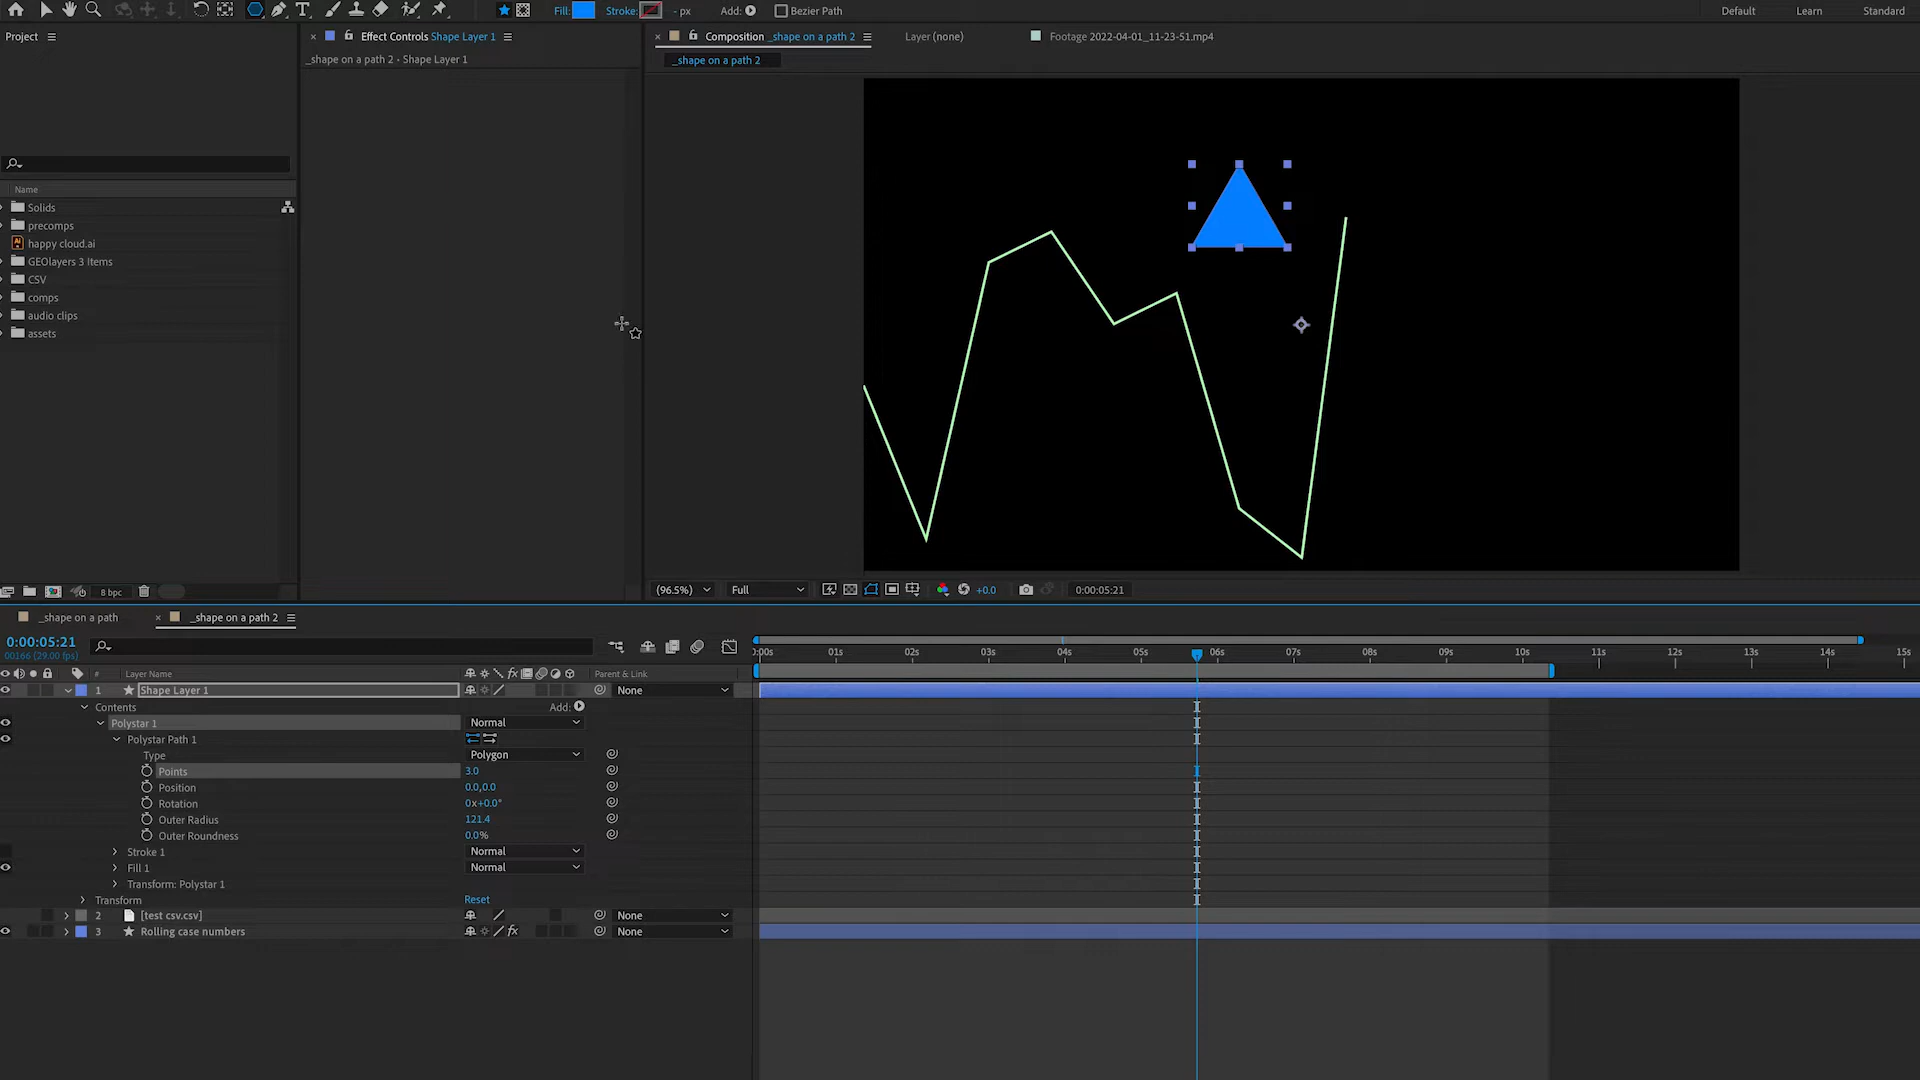 Fill: Stroke: - px Add: Bezier Path Default Learn Standard
Project
Effect Controls Shape Layer 1
_shape on a path 2 - Shape Layer 1
Composition _shape on a path 2
Layer (none)
Footage 2022-04-01_11-23-51.mp4
_shape on a path 2
Name
Solids
precomps
happy cloud.ai
GEOlayers 3 Items
CSV
comps
audio clips
assets
8 bpc
(96.5%) Full +0.0 0:00:05:21
_shape on a path
_shape on a path 2
0:00:05:21
00166 (29.00 fps)
):00s 01s 02s 03s 04s 05s 06s 07s 08s 09s 10s 11s 12s 13s 14s 15s
# Layer Name Parent & Link
1 Shape Layer 1 None
Contents Add:
Polystar 1 Normal
Polystar Path 1
Type Polygon
Points 3.0
Position 0.0,0.0
Rotation 0x+0.0°
Outer Radius 121.4
Outer Roundness 0.0%
Stroke 1 Normal
Fill 1 Normal
Transform: Polystar 1
Transform Reset
2 [test csv.csv] None
3 Rolling case numbers None